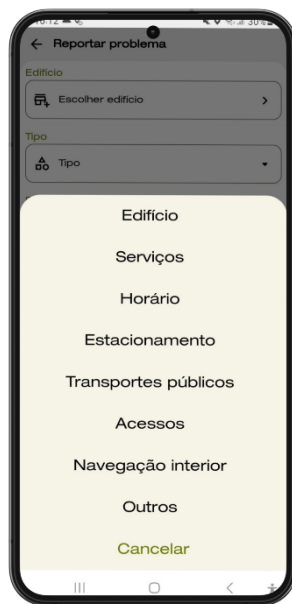 Reportar problema
Edifício
Escolher edifício
Tipo
Tipo
Edifício
Serviços
Horário
Estacionamento
Transportes públicos
Acessos
Navegação interior
Outros
Cancelar